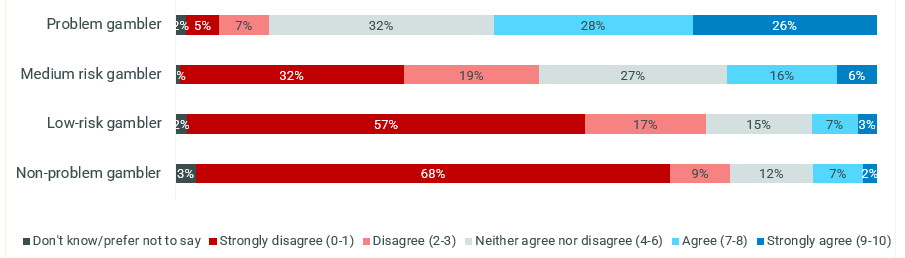 Problem gambler 2% 5% 7% 32% 28% 26%
Medium risk gambler % 32% 19% 27% 16% 6%
Low-risk gambler 2% 57% 17% 15% 7% 3%
Non-problem gambler 3% 68% 9% 12% 7% 2%
Don't know/prefer not to say Strongly disagree (0-1) Disagree (2-3) Neither agree nor disagree (4-6) Agree (7-8) Strongly agree (9-10)